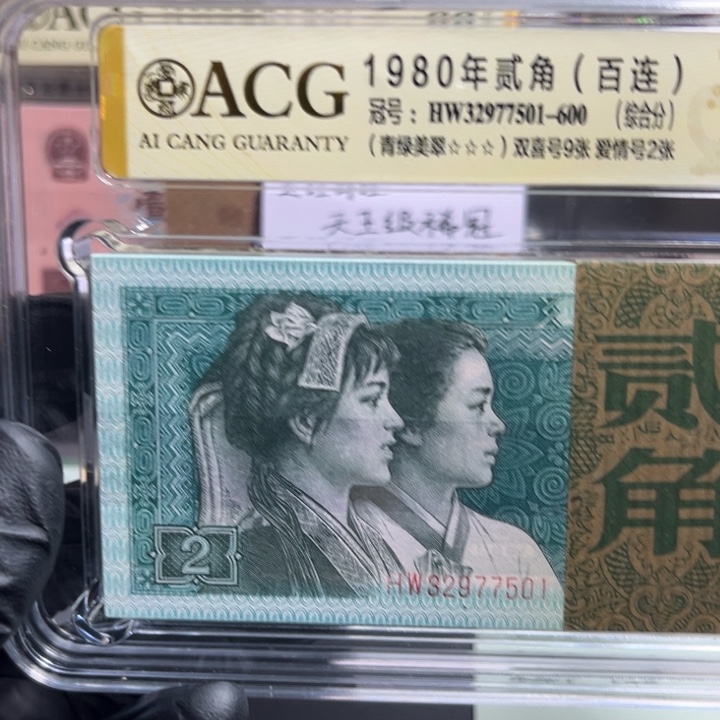 ACG
AI CANG GUARANTY
1980年贰角（百连）
冠号：HW32977501-600 （综合分）
（青绿美翠☆☆☆）双喜号9张 爱情号2张
天王级稀冠
贰
角
2
HW32977501